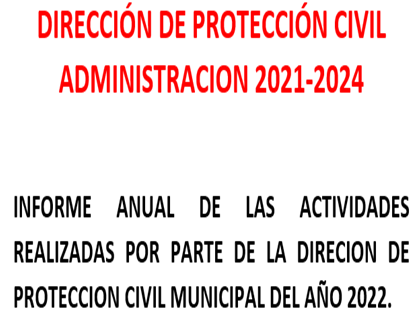 DIRECCIÓN DE PROTECCIÓN CIVIL
ADMINISTRACION 2021-2024
INFORME ANUAL DE LAS ACTIVIDADES
REALIZADAS POR PARTE DE LA DIRECION DE
PROTECCION CIVIL MUNICIPAL DEL AÑO 2022.